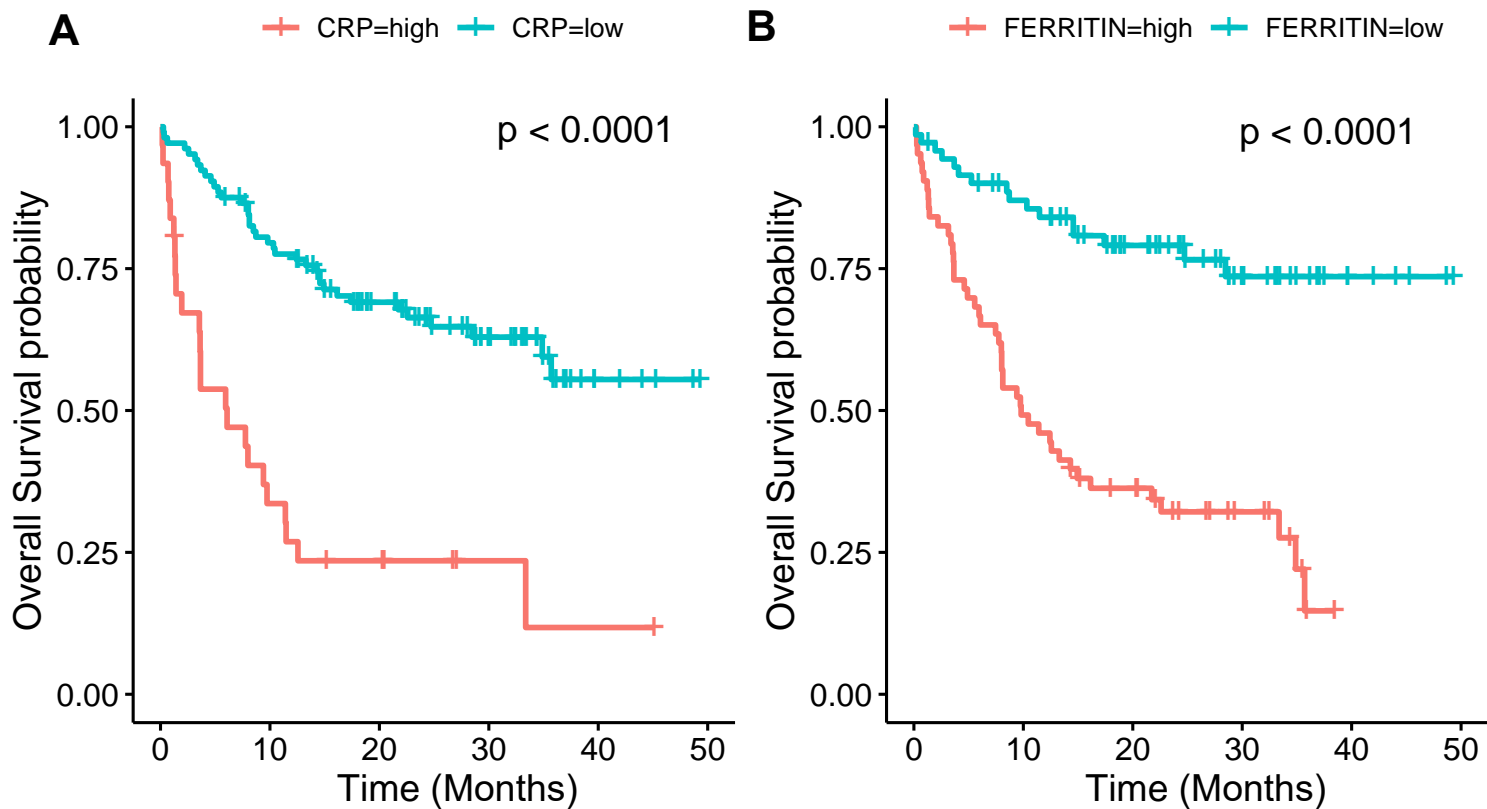 A
CRP=high CRP=low
p < 0.0001
Overall Survival probability
1.00
0.75
0.50
0.25
0.00
0 10 20 30 40 50
Time (Months)
B
FERRITIN=high FERRITIN=low
p < 0.0001
Overall Survival probability
1.00
0.75
0.50
0.25
0.00
0 10 20 30 40 50
Time (Months)